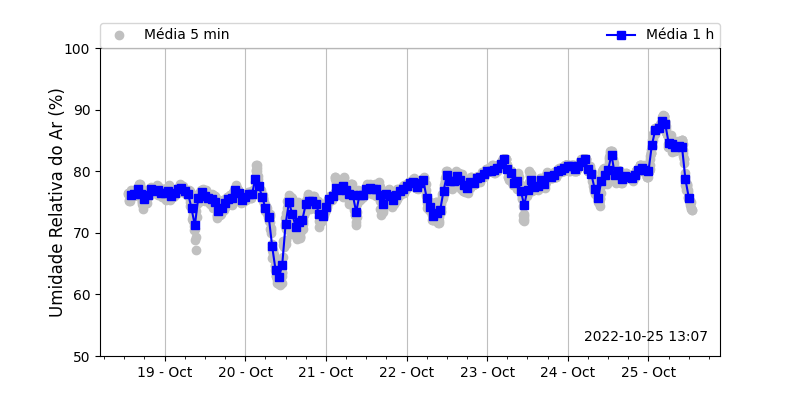 Média 5 min
Média 1 h
Umidade Relativa do Ar (%)
100
90
80
70
60
50
2022-10-25 13:07
19 - Oct
20 - Oct
21 - Oct
22 - Oct
23 - Oct
24 - Oct
25 - Oct